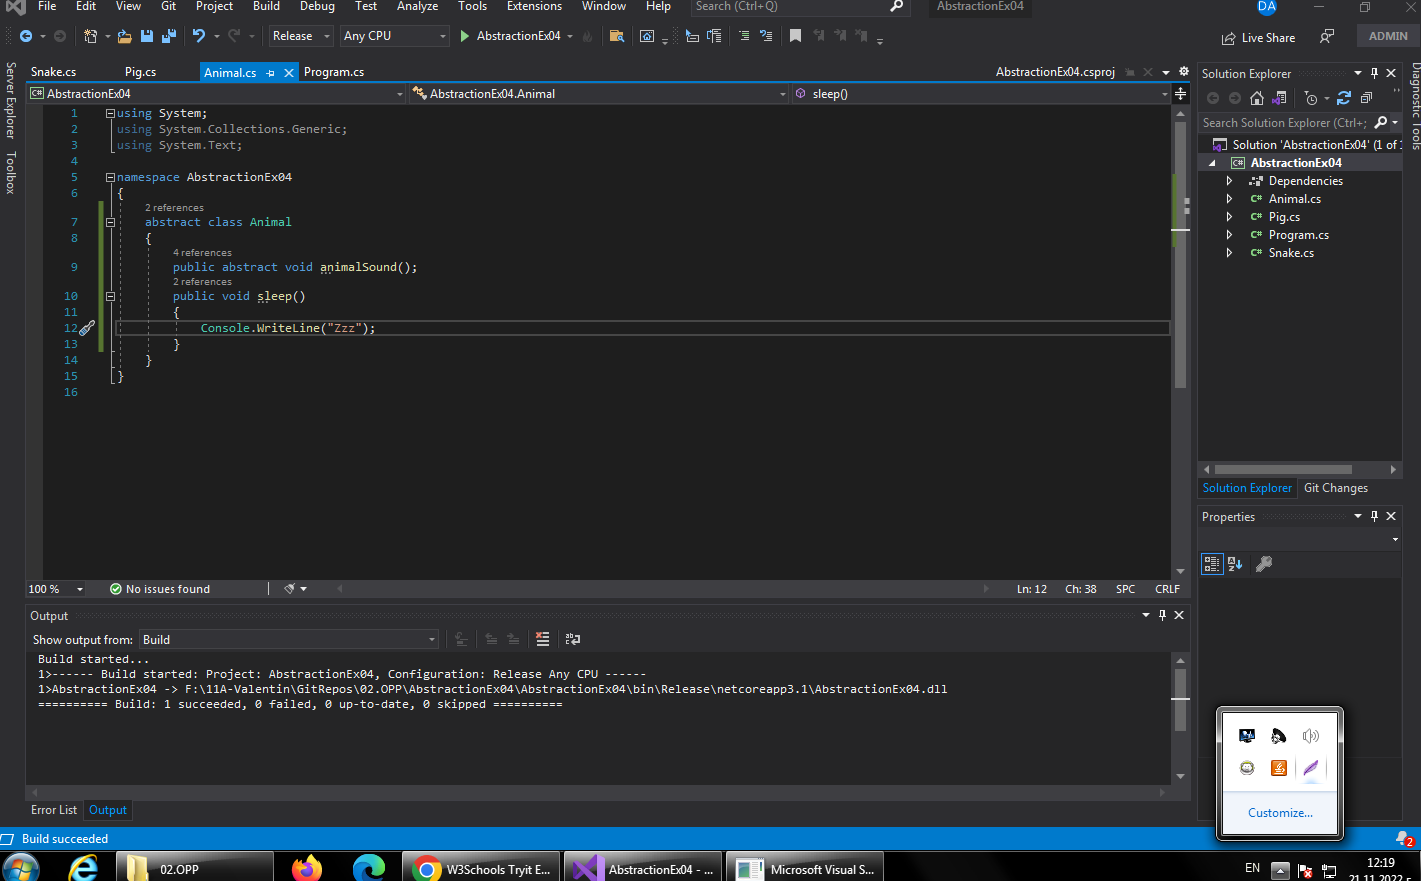 File Edit View Git Project Build Debug Test Analyze Tools Extensions Window Help Search (Ctrl+Q) AbstractionEx04 DA
Release Any CPU AbstractionEx04 Live Share ADMIN
Server Explorer
Toolbox
Snake.cs Pig.cs Animal.cs Program.cs AbstractionEx04.csproj
AbstractionEx04 AbstractionEx04.Animal sleep()
1 using System;
2 using System.Collections.Generic;
3 using System.Text;
4
5 namespace AbstractionEx04
6 {
2 references
7 abstract class Animal
8 {
4 references
9 public abstract void animalSound();
2 references
10 public void sleep()
11 {
12 Console.WriteLine("Zzz");
13 }
14 }
15 }
16
100 % No issues found Ln: 12 Ch: 38 SPC CRLF
Output
Show output from: Build
Build started...
1>------ Build started: Project: AbstractionEx04, Configuration: Release Any CPU ------
1>AbstractionEx04 -> F:\11A-Valentin\GitRepos\02.OPP\AbstractionEx04\AbstractionEx04\bin\Release\netcoreapp3.1\AbstractionEx04.dll
========== Build: 1 succeeded, 0 failed, 0 up-to-date, 0 skipped ==========
Error List Output
Solution Explorer
Search Solution Explorer (Ctrl+;
Solution 'AbstractionEx04' (1 of
AbstractionEx04
Dependencies
C# Animal.cs
C# Pig.cs
C# Program.cs
C# Snake.cs
Solution Explorer Git Changes
Properties
Diagnostic Tools
Customize...
Build succeeded 2
02.OPP W3Schools Tryit E... AbstractionEx04 - ... Microsoft Visual S... EN 12:19
21.11.2022 г.